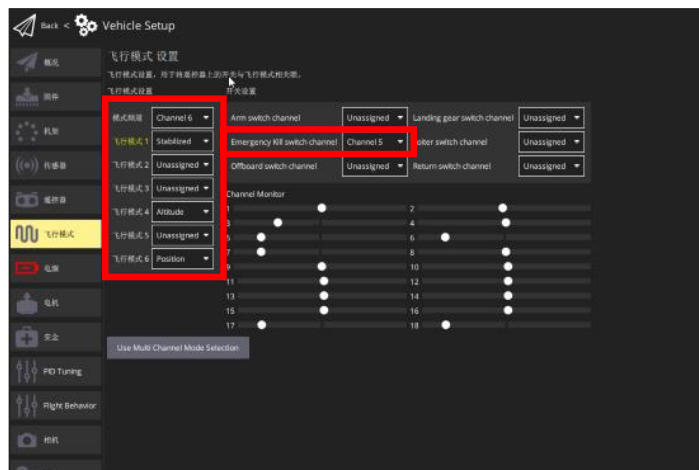 Back < Vehicle Setup
概况
固件
机架
传感器
遥控器
飞行模式
电源
电机
安全
PID Tuning
Flight Behavior
相机
飞行模式 设置
飞行模式设置，用于将遥控器上的开关与飞行模式相关联。
飞行模式设置
模式频道 Channel 6
飞行模式 1 Stabilized
飞行模式 2 Unassigned
飞行模式 3 Unassigned
飞行模式 4 Altitude
飞行模式 5 Unassigned
飞行模式 6 Position
开关设置
Arm switch channel Unassigned Landing gear switch channel Unassigned
Emergency Kill switch channel Channel 5 oiter switch channel Unassigned
Offboard switch channel Unassigned Return switch channel Unassigned
Channel Monitor
1 2
3 4
5 6
7 8
9 10
11 12
13 14
15 16
17 18
Use Multi Channel Mode Selection